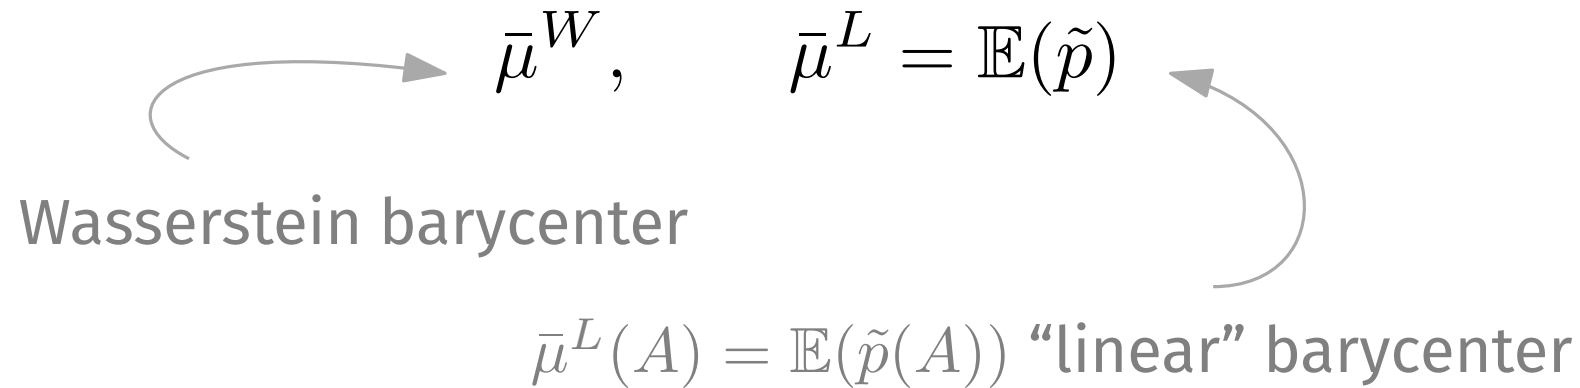 μ̄^W,    μ̄^L = 𝔼(p̃)
Wasserstein barycenter
μ̄^L(A) = 𝔼(p̃(A)) “linear” barycenter